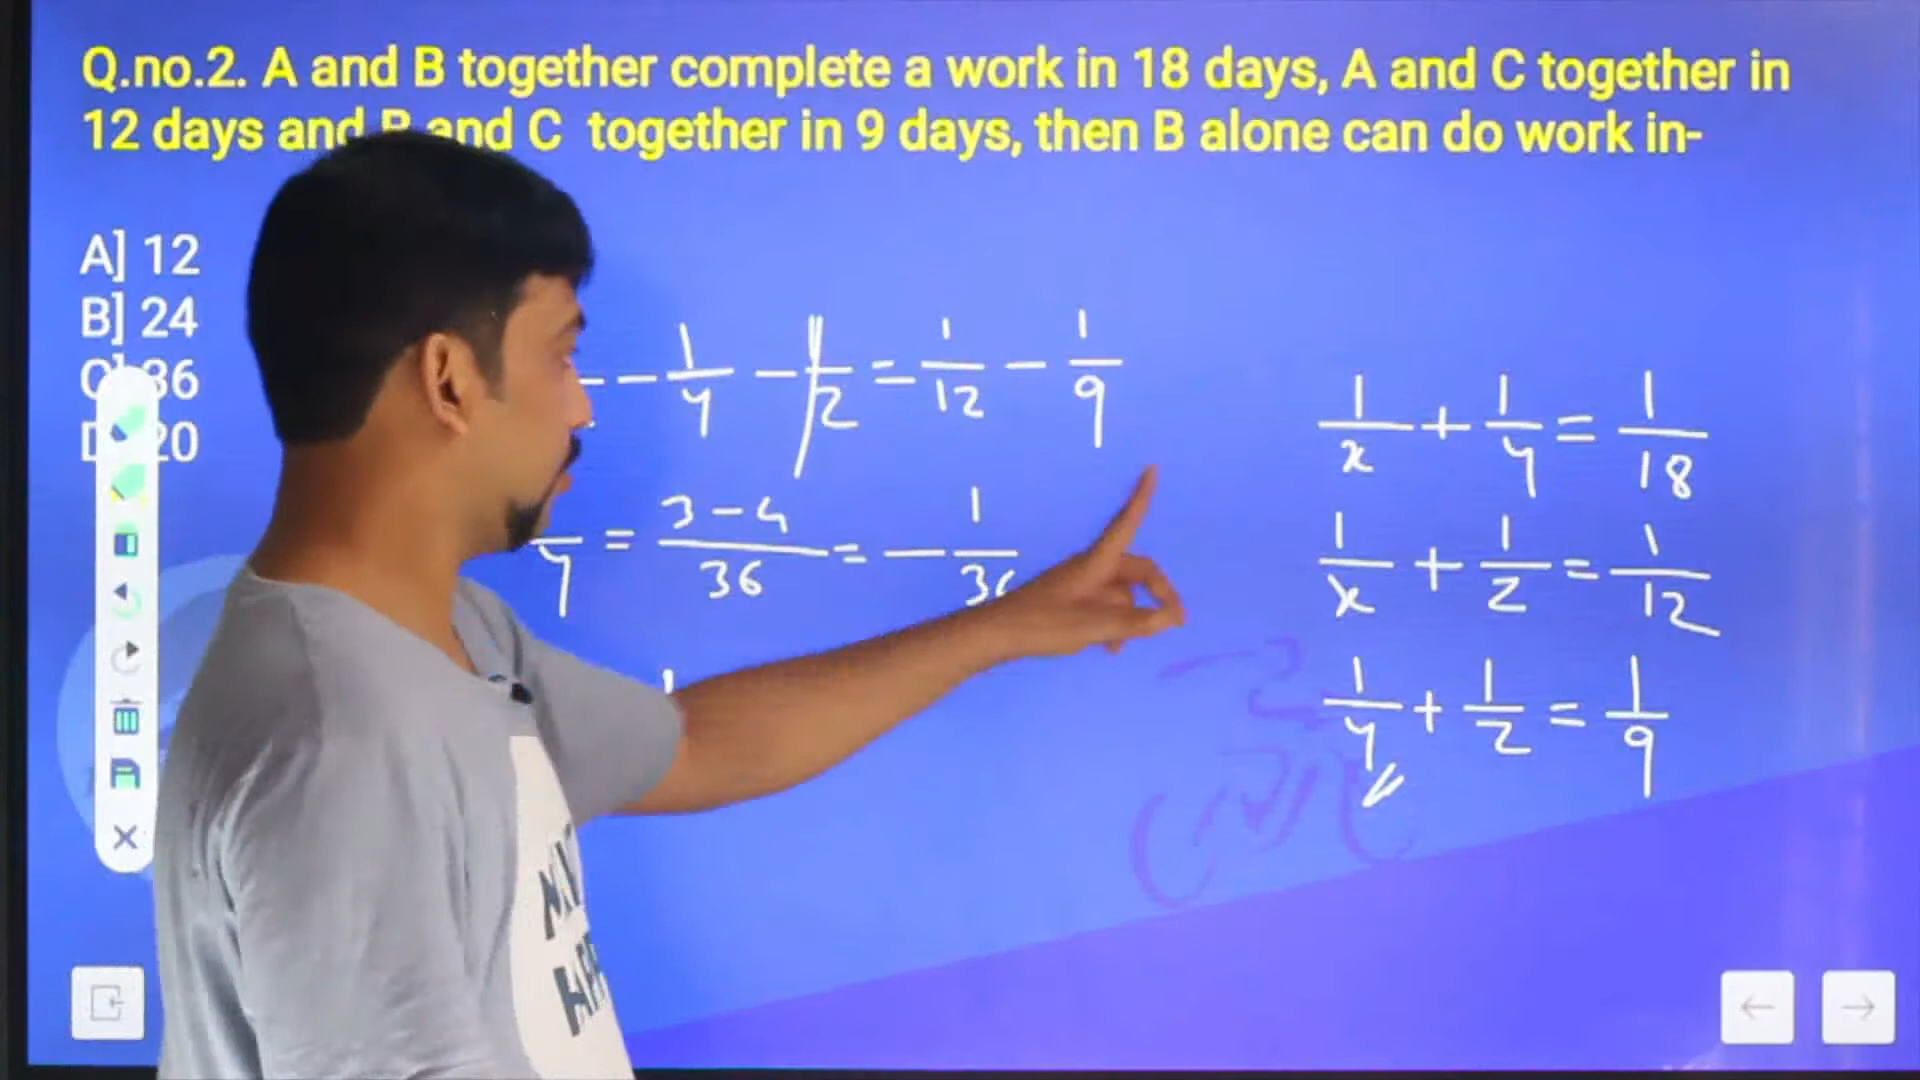 Q.no.2. A and B together complete a work in 18 days, A and C together in
12 days and B and C together in 9 days, then B alone can do work in-
A] 12
B] 24
36
20
- 1/y - 1/z = 1/12 - 1/9
y = 3-4/36 = - 1/36
1/x + 1/y = 1/18
1/x + 1/z = 1/12
1/y + 1/z = 1/9